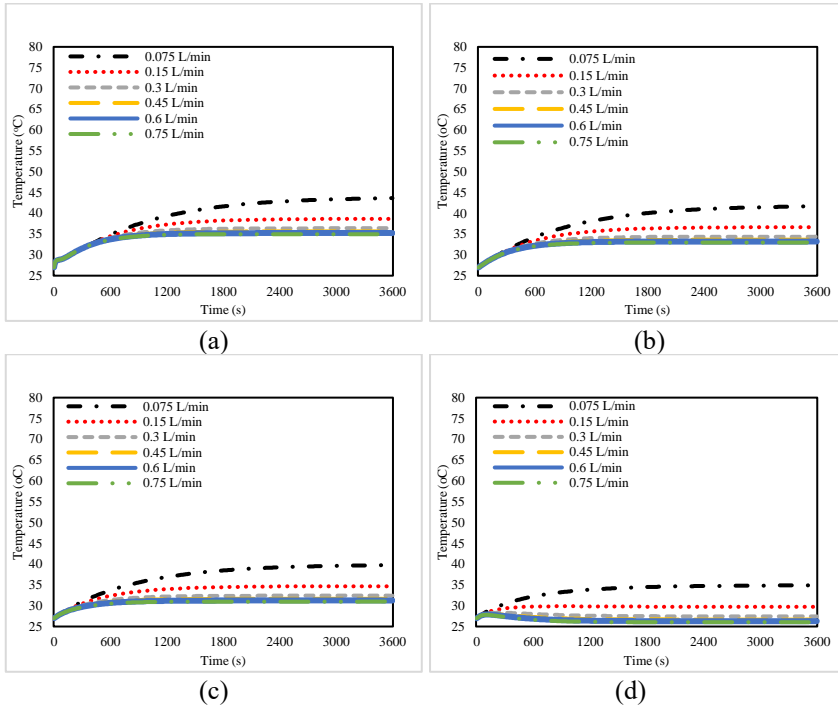 80
75
70
65
60
55
50
45
40
35
30
25
Temperature (°C)
0.075 L/min
0.15 L/min
0.3 L/min
0.45 L/min
0.6 L/min
0.75 L/min
0 600 1200 1800 2400 3000 3600
Time (s)
(a)
80
75
70
65
60
55
50
45
40
35
30
25
Temperature (oC)
0.075 L/min
0.15 L/min
0.3 L/min
0.45 L/min
0.6 L/min
0.75 L/min
0 600 1200 1800 2400 3000 3600
Time (s)
(b)
80
75
70
65
60
55
50
45
40
35
30
25
Temperature (oC)
0.075 L/min
0.15 L/min
0.3 L/min
0.45 L/min
0.6 L/min
0.75 L/min
0 600 1200 1800 2400 3000 3600
Time (s)
(c)
80
75
70
65
60
55
50
45
40
35
30
25
Temperature (oC)
0.075 L/min
0.15 L/min
0.3 L/min
0.45 L/min
0.6 L/min
0.75 L/min
0 600 1200 1800 2400 3000 3600
Time (s)
(d)